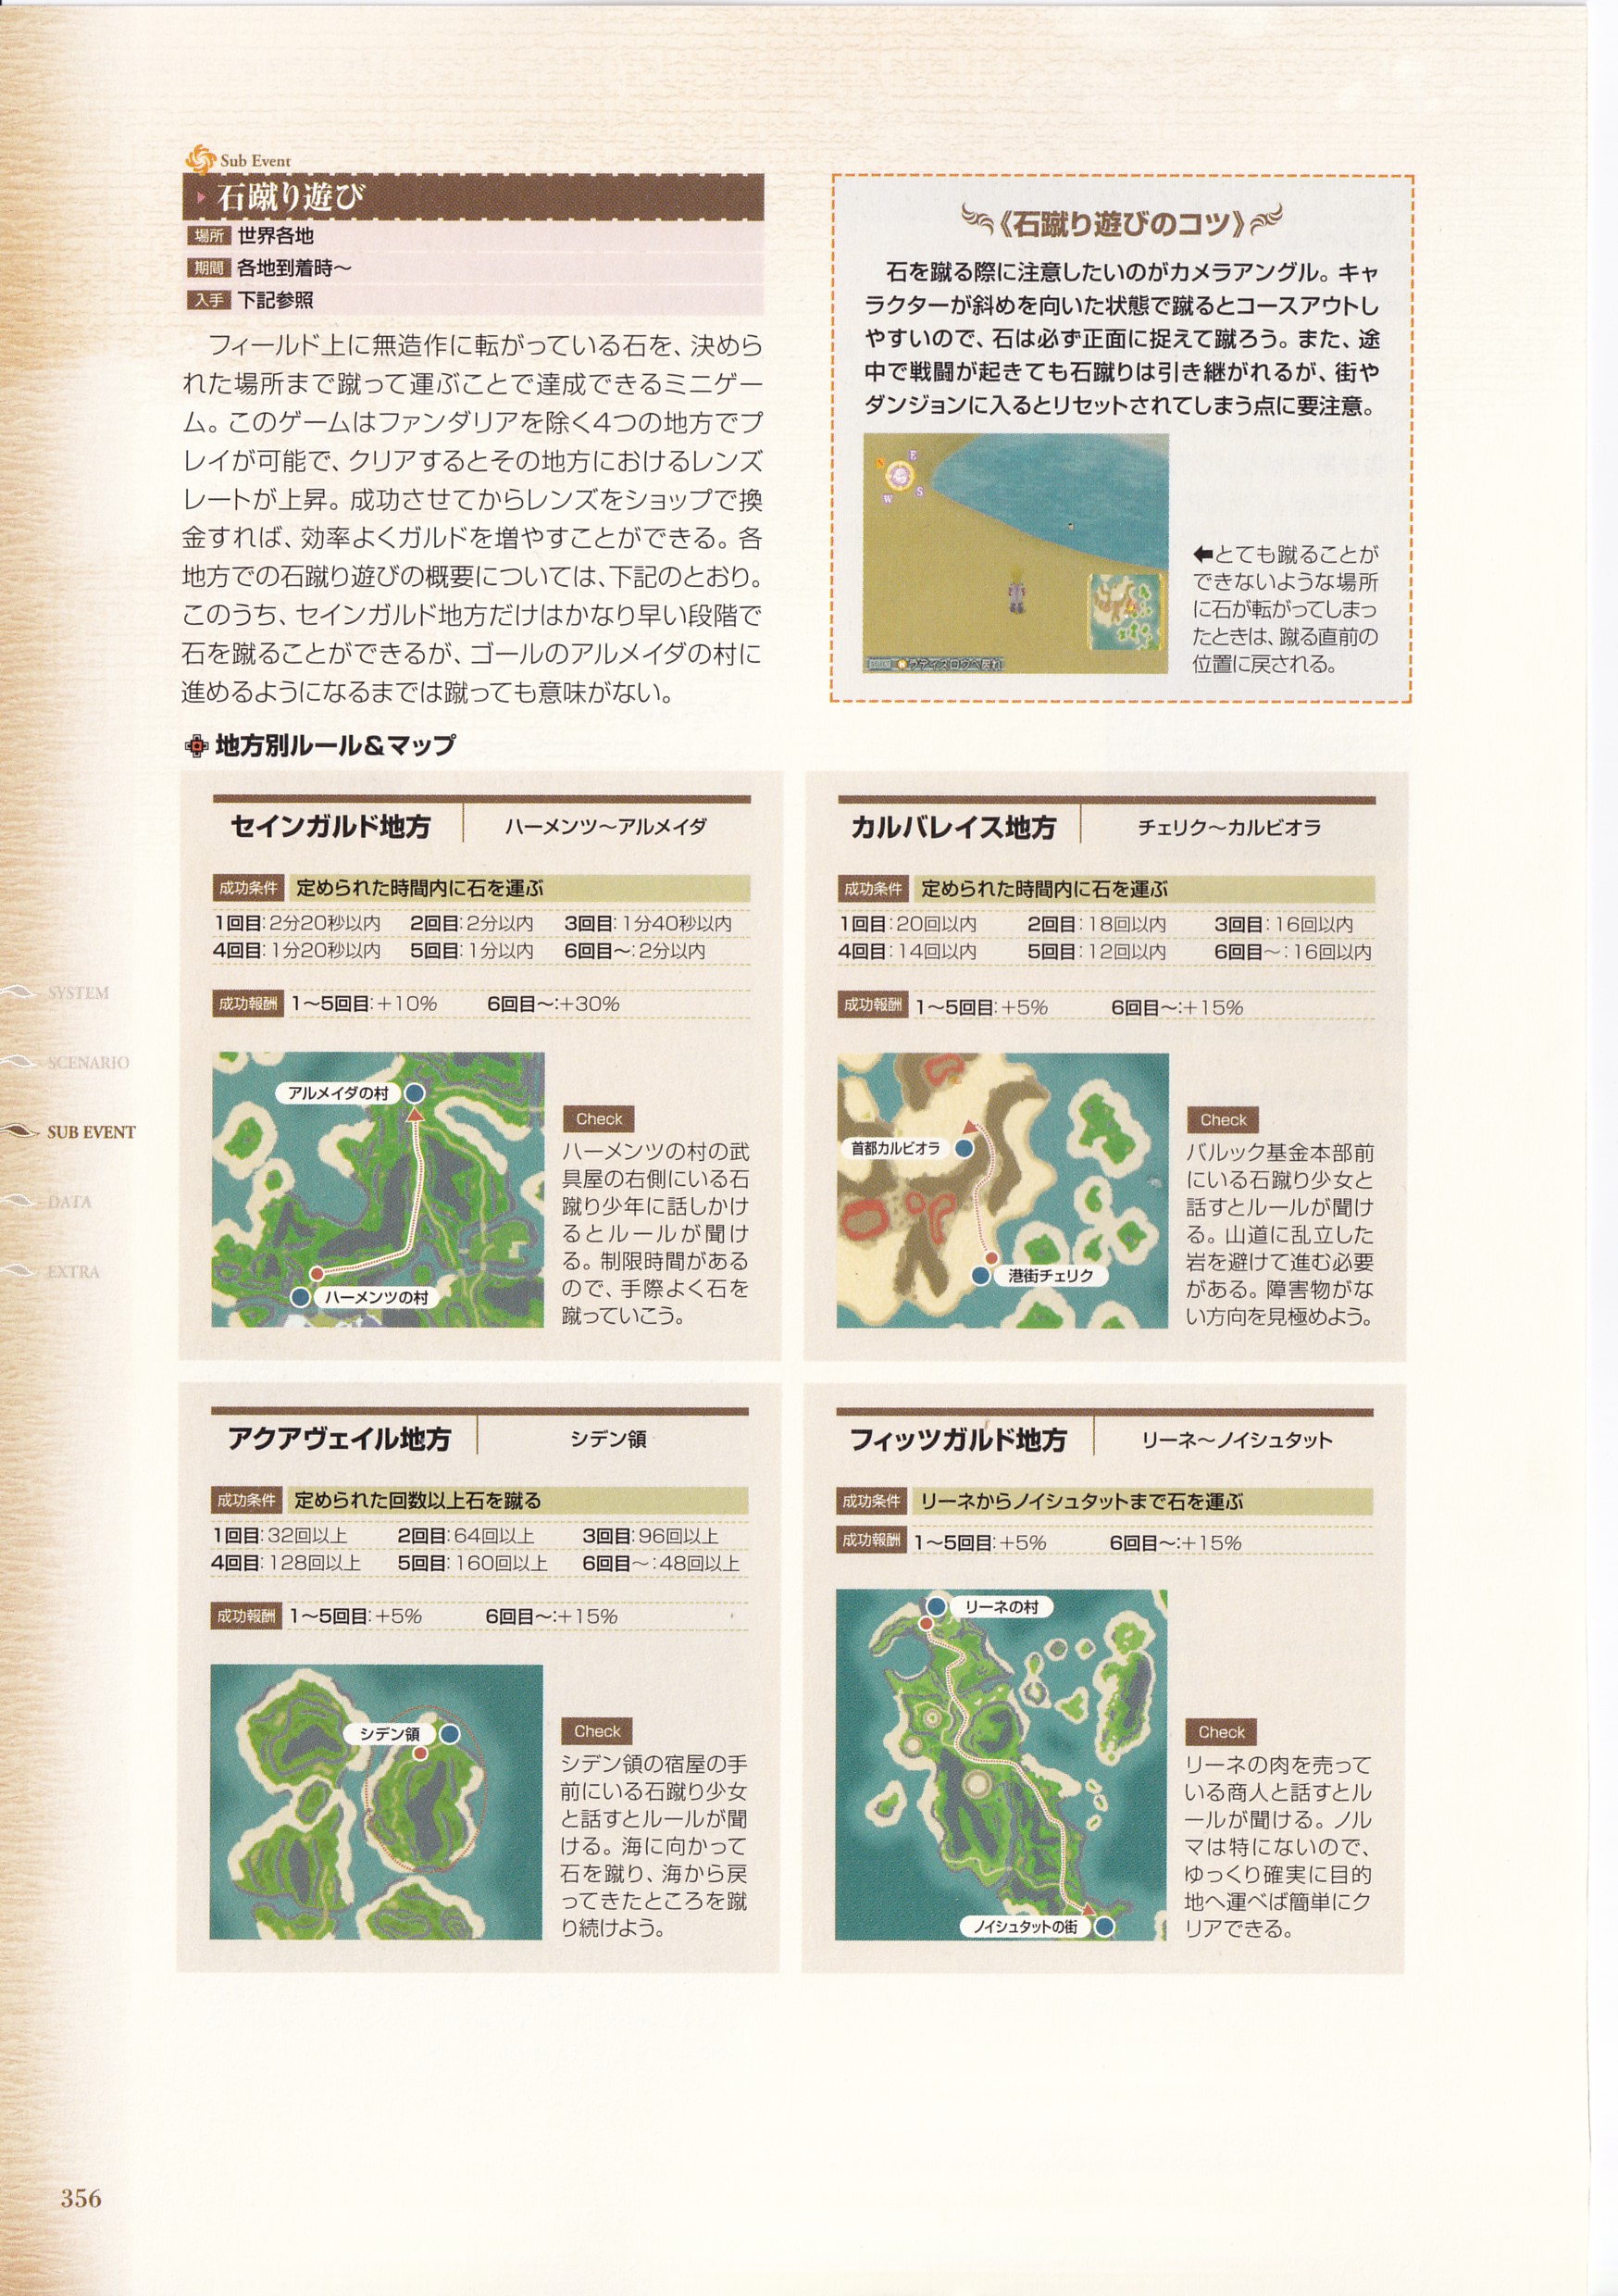 Sub Event
石蹴り遊び
場所 世界各地
期間 各地到着時～
入手 下記参照
フィールド上に無造作に転がっている石を、決めら
れた場所まで蹴って運ぶことで達成できるミニゲー
ム。このゲームはファンダリアを除く4つの地方でプ
レイが可能で、クリアするとその地方におけるレンズ
レートが上昇。成功させてからレンズをショップで換
金すれば、効率よくガルドを増やすことができる。各
地方での石蹴り遊びの概要については、下記のとおり。
このうち、セインガルド地方だけはかなり早い段階で
石を蹴ることができるが、ゴールのアルメイダの村に
進めるようになるまでは蹴っても意味がない。
《石蹴り遊びのコツ》
石を蹴る際に注意したいのがカメラアングル。キャ
ラクターが斜めを向いた状態で蹴るとコースアウトし
やすいので、石は必ず正面に捉えて蹴ろう。また、途
中で戦闘が起きても石蹴りは引き継がれるが、街や
ダンジョンに入るとリセットされてしまう点に要注意。
E
S
W
←とても蹴ることが
できないような場所
に石が転がってしまっ
たときは、蹴る直前の
位置に戻される。
地方別ルール&マップ
セインガルド地方 ハーメンツ～アルメイダ
成功条件 定められた時間内に石を運ぶ
1回目:2分20秒以内 2回目:2分以内 3回目:1分40秒以内
4回目:1分20秒以内 5回目:1分以内 6回目～:2分以内
成功報酬 1～5回目:+10% 6回目～:+30%
アルメイダの村
ハーメンツの村
Check
ハーメンツの村の武
具屋の右側にいる石
蹴り少年に話しかけ
るとルールが聞け
る。制限時間がある
ので、手際よく石を
蹴っていこう。
カルバレイス地方 チェリク～カルビオラ
成功条件 定められた時間内に石を運ぶ
1回目:20回以内 2回目:18回以内 3回目:16回以内
4回目:14回以内 5回目:12回以内 6回目～:16回以内
成功報酬 1～5回目:+5% 6回目～:+15%
首都カルビオラ
港街チェリク
Check
バルック基金本部前
にいる石蹴り少女と
話すとルールが聞け
る。山道に乱立した
岩を避けて進む必要
がある。障害物がな
い方向を見極めよう。
アクアヴェイル地方 シデン領
成功条件 定められた回数以上石を蹴る
1回目:32回以上 2回目:64回以上 3回目:96回以上
4回目:128回以上 5回目:160回以上 6回目～:48回以上
成功報酬 1～5回目:+5% 6回目～:+15%
シデン領
Check
シデン領の宿屋の手
前にいる石蹴り少女
と話すとルールが聞
ける。海に向かって
石を蹴り、海から戻
ってきたところを蹴
り続けよう。
フィッツガルド地方 リーネ～ノイシュタット
成功条件 リーネからノイシュタットまで石を運ぶ
成功報酬 1～5回目:+5% 6回目～:+15%
リーネの村
ノイシュタットの街
Check
リーネの肉を売って
いる商人と話すとル
ールが聞ける。ノル
マは特にないので、
ゆっくり確実に目的
地へ運べば簡単にク
リアできる。
SYSTEM
SCENARIO
SUB EVENT
DATA
EXTRA
356